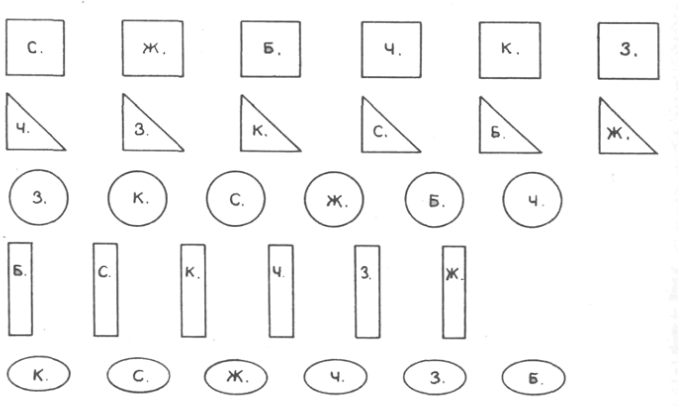 С. Ж. Б. Ч. К. З.
Ч. З. К. С. Б. Ж.
З. К. С. Ж. Б. Ч.
Б. С. К. Ч. З. Ж.
К. С. Ж. Ч. З. Б.